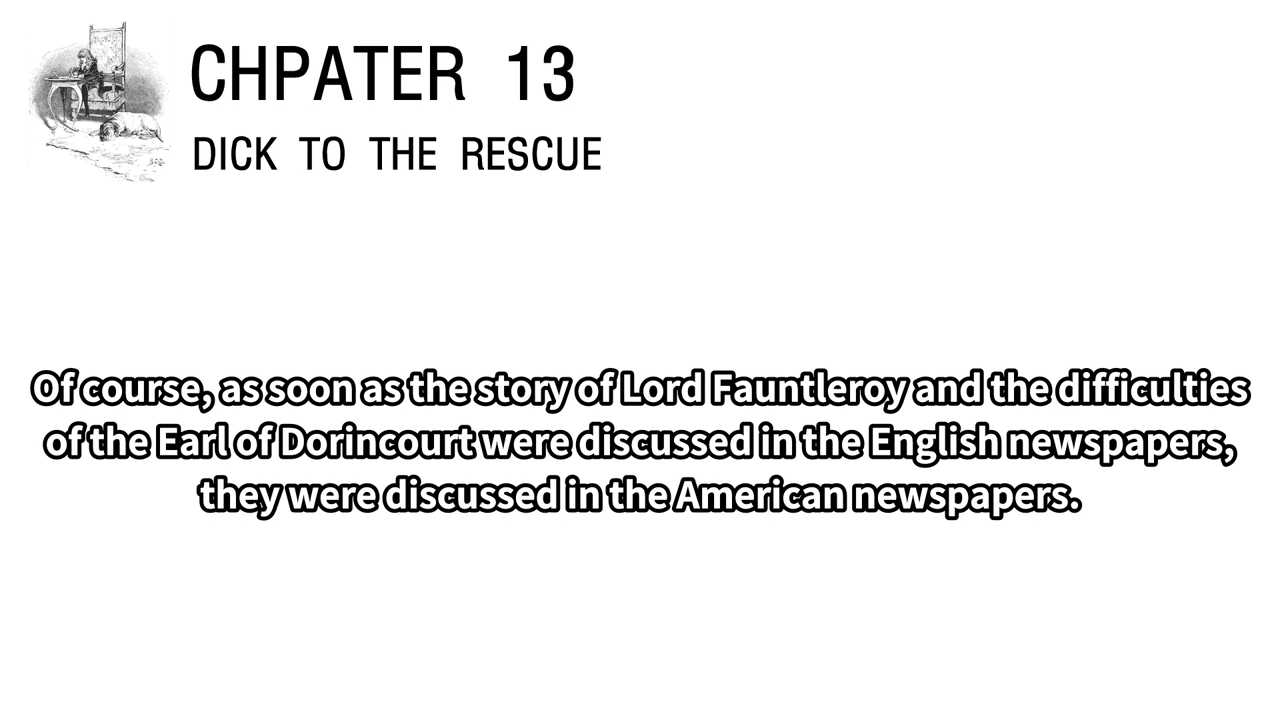 CHPATER 13
DICK TO THE RESCUE
Of course, as soon as the story of Lord Fauntleroy and the difficulties
of the Earl of Dorincourt were discussed in the English newspapers,
they were discussed in the American newspapers.